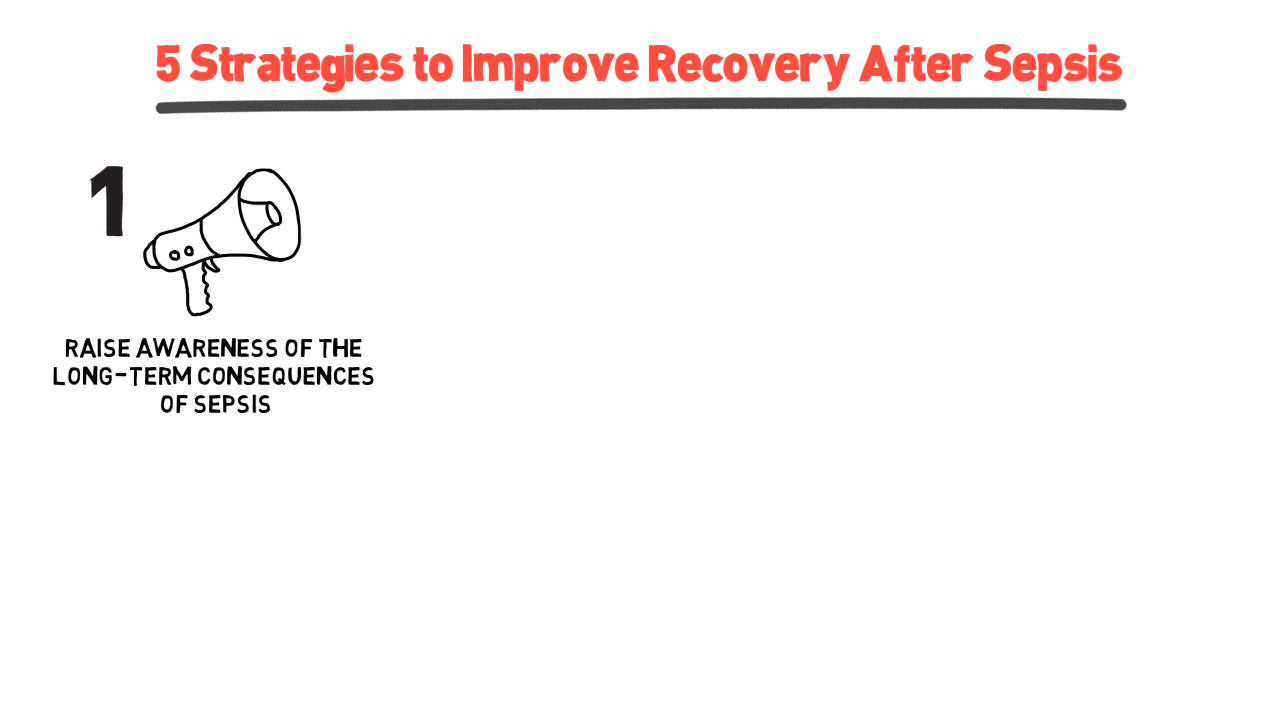 5 Strategies to Improve Recovery After Sepsis
1
RAISE AWARENESS OF THE
LONG-TERM CONSEQUENCES
OF SEPSIS